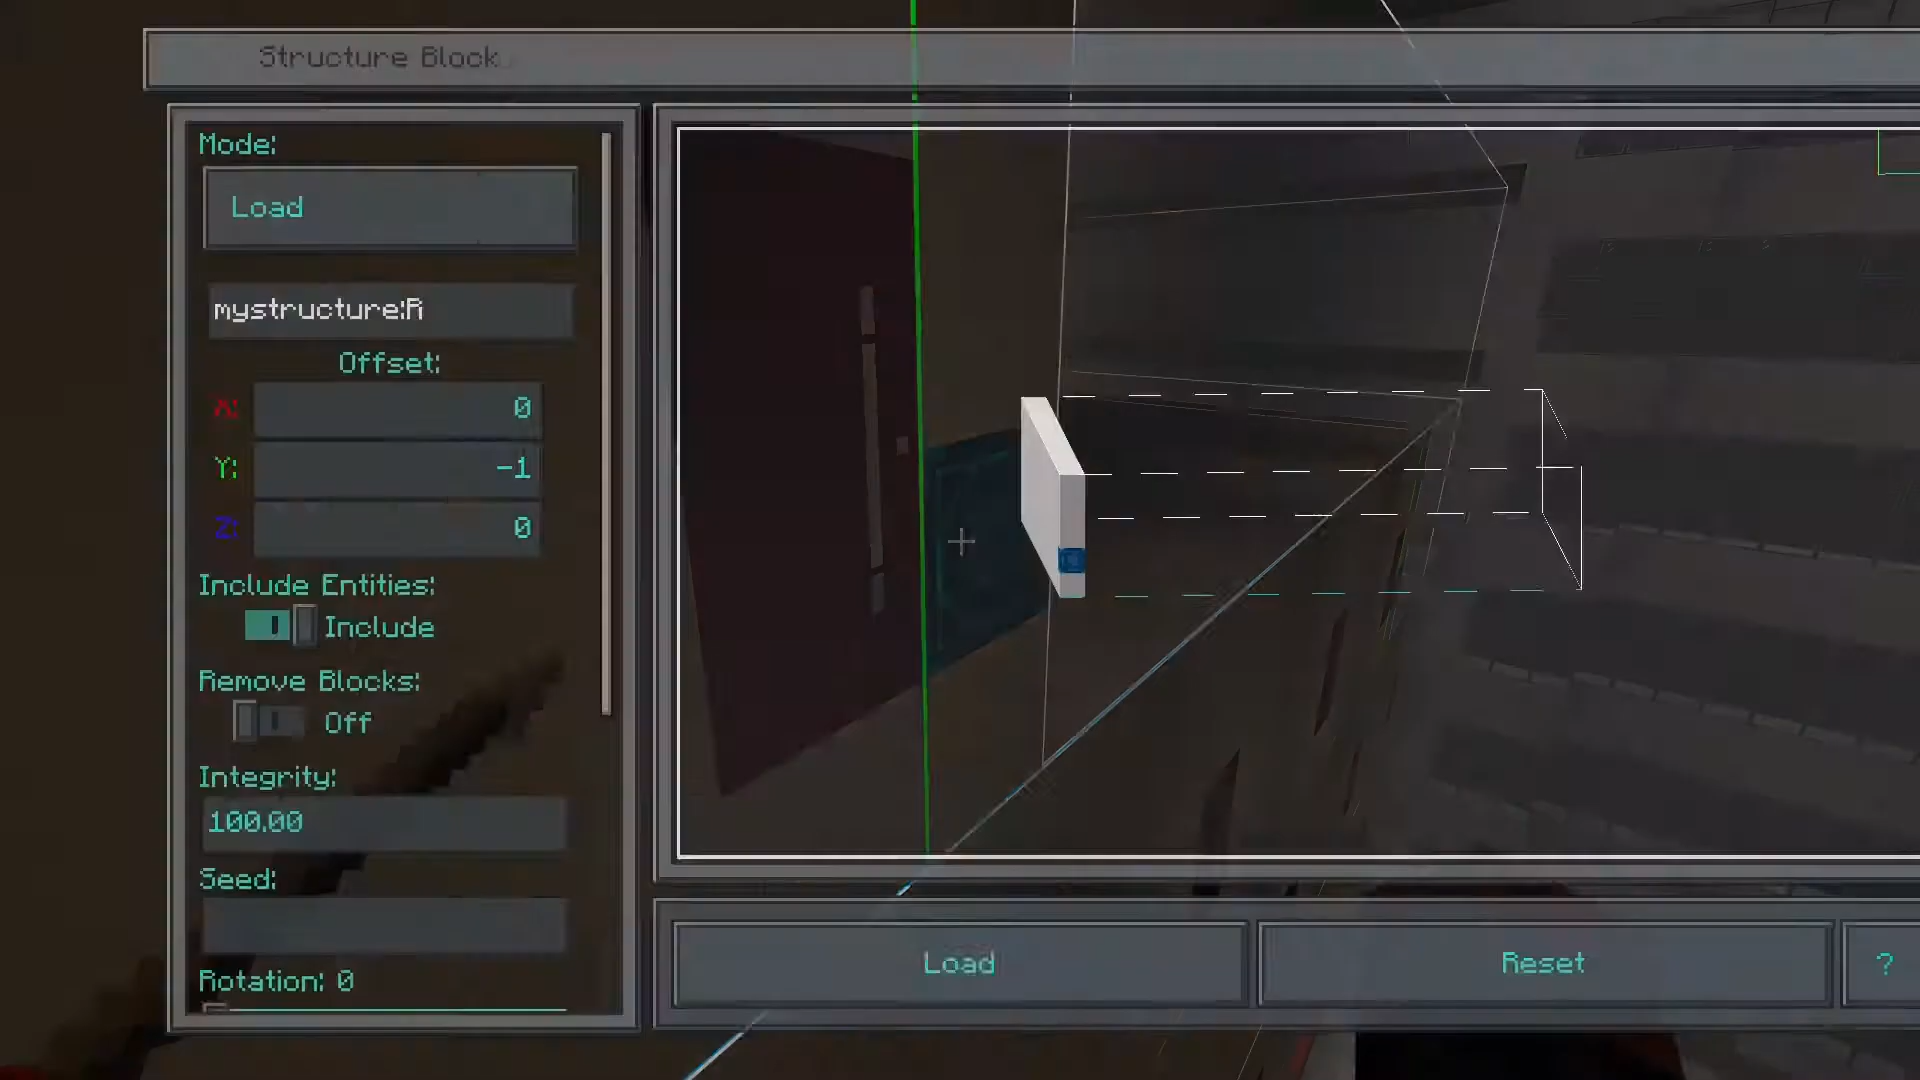 Structure Block
Mode:
Load
mystructure:R
Offset:
X: 0
Y: -1
Z: 0
Include Entities:
Include
Remove Blocks:
Off
Integrity:
100.00
Seed:
Rotation: 0
Load Reset ?